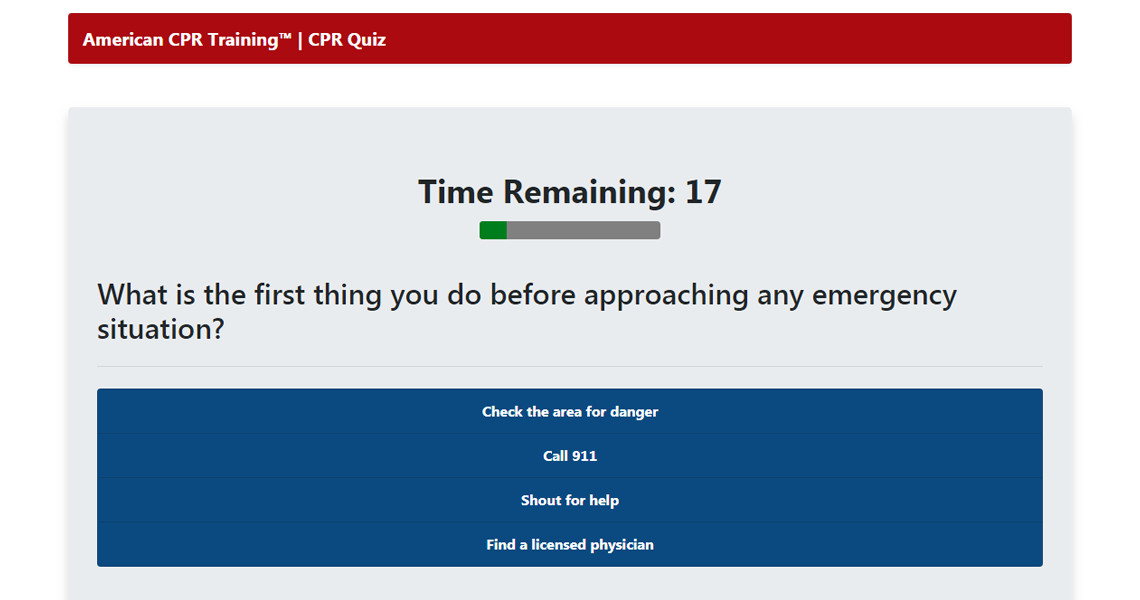 American CPR Training™ | CPR Quiz
Time Remaining: 17
What is the first thing you do before approaching any emergency
situation?
Check the area for danger
Call 911
Shout for help
Find a licensed physician